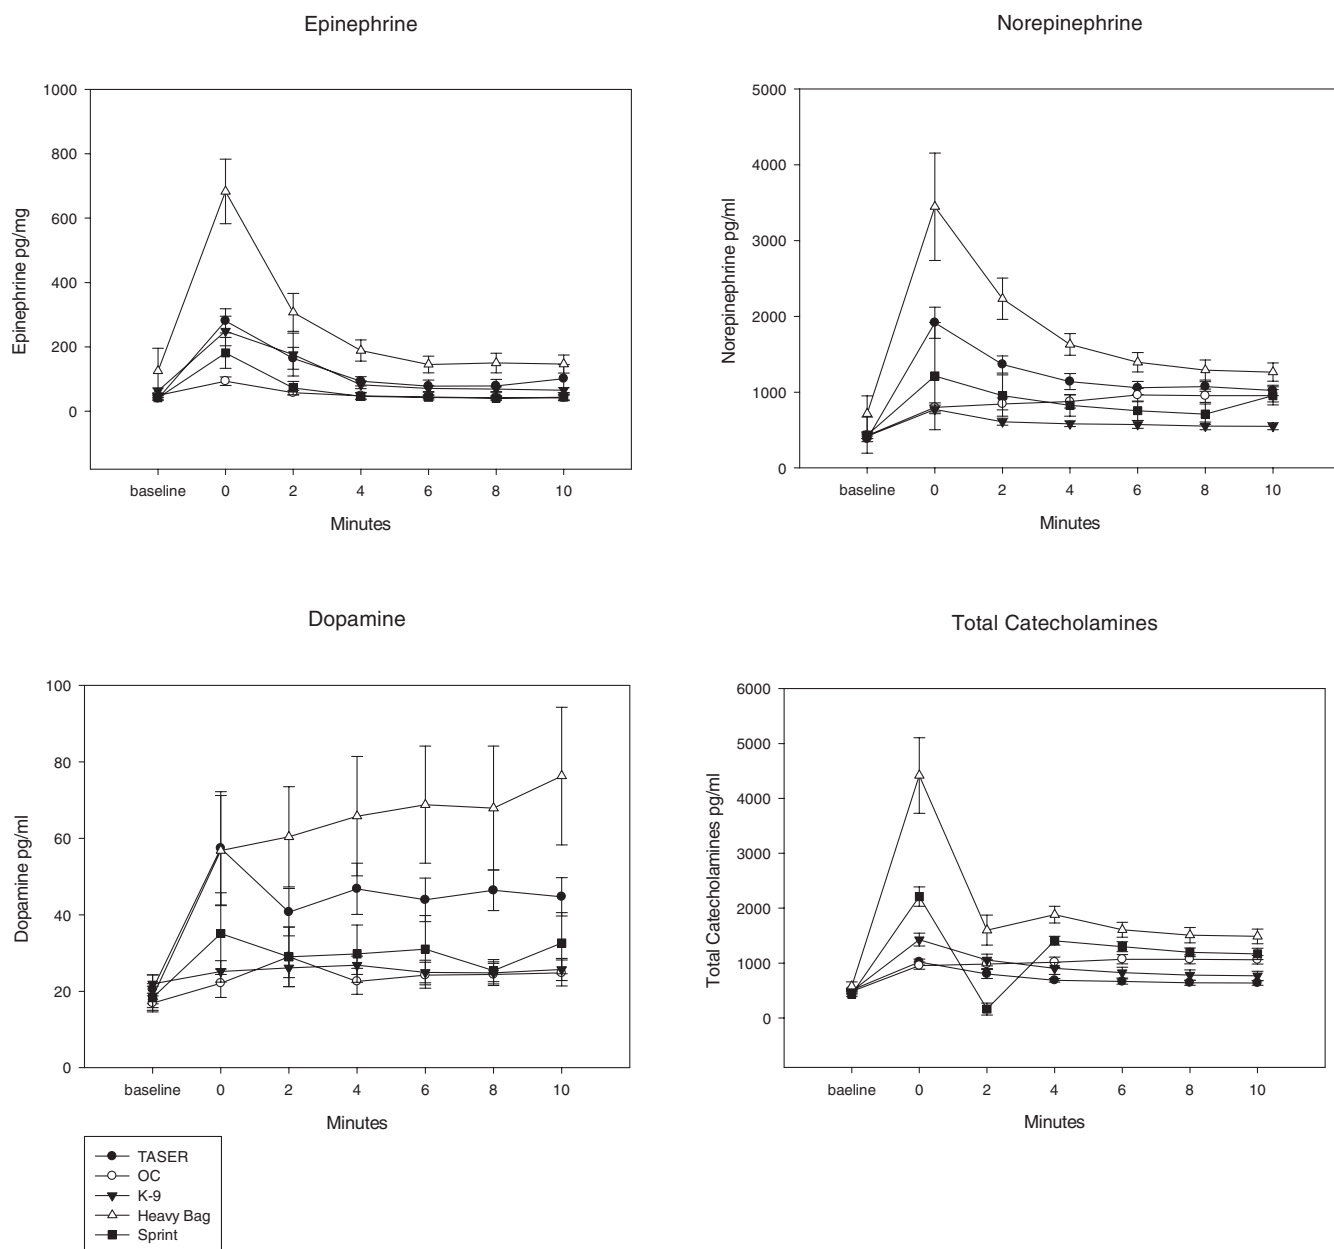 Epinephrine
1000
800
600
400
200
0
Epinephrine pg/mg
baseline 0 2 4 6 8 10
Minutes
Norepinephrine
5000
4000
3000
2000
1000
0
Norepinephrine pg/ml
baseline 0 2 4 6 8 10
Minutes
Dopamine
100
80
60
40
20
0
Dopamine pg/ml
baseline 0 2 4 6 8 10
Minutes
Total Catecholamines
6000
5000
4000
3000
2000
1000
0
Total Catecholamines pg/ml
baeline 0 2 4 6 8 10
Minutes
TASER
OC
K-9
Heavy Bag
Sprint